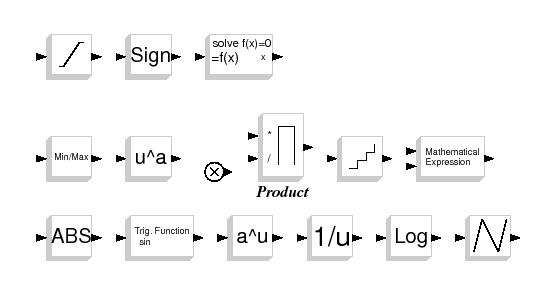 Sign
solve f(x)=0
=f(x) x
Min/Max
u^a
*
/
Product
Mathematical
Expression
ABS
Trig. Function
sin
a^u
1/u
Log